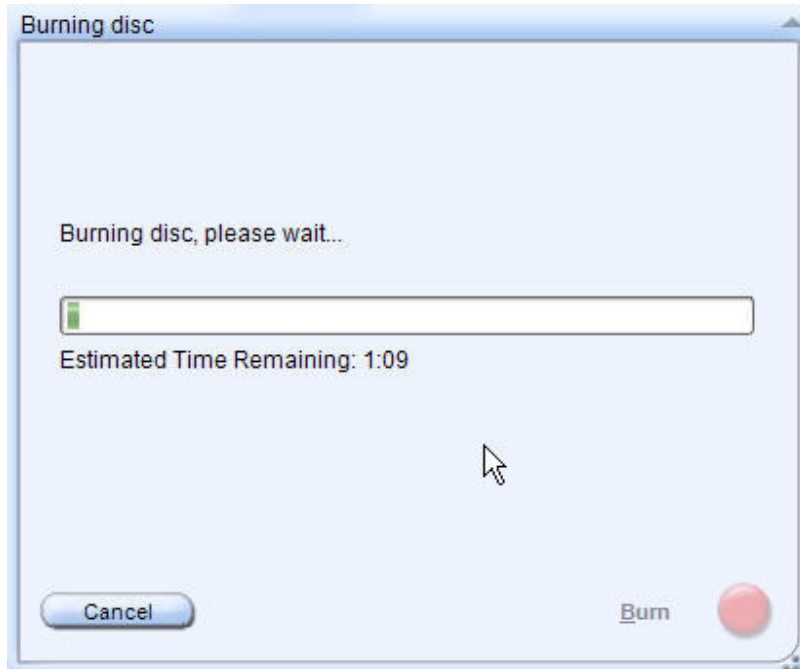 Burning disc
Burning disc, please wait...
Estimated Time Remaining: 1:09
Cancel
Burn